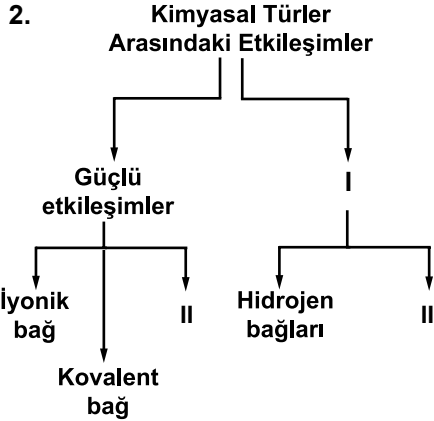 2.
Kimyasal Türler
Arasındaki Etkileşimler
Güçlü
etkileşimler
I
İyonik
bağ
II
Hidrojen
bağları
II
Kovalent
bağ